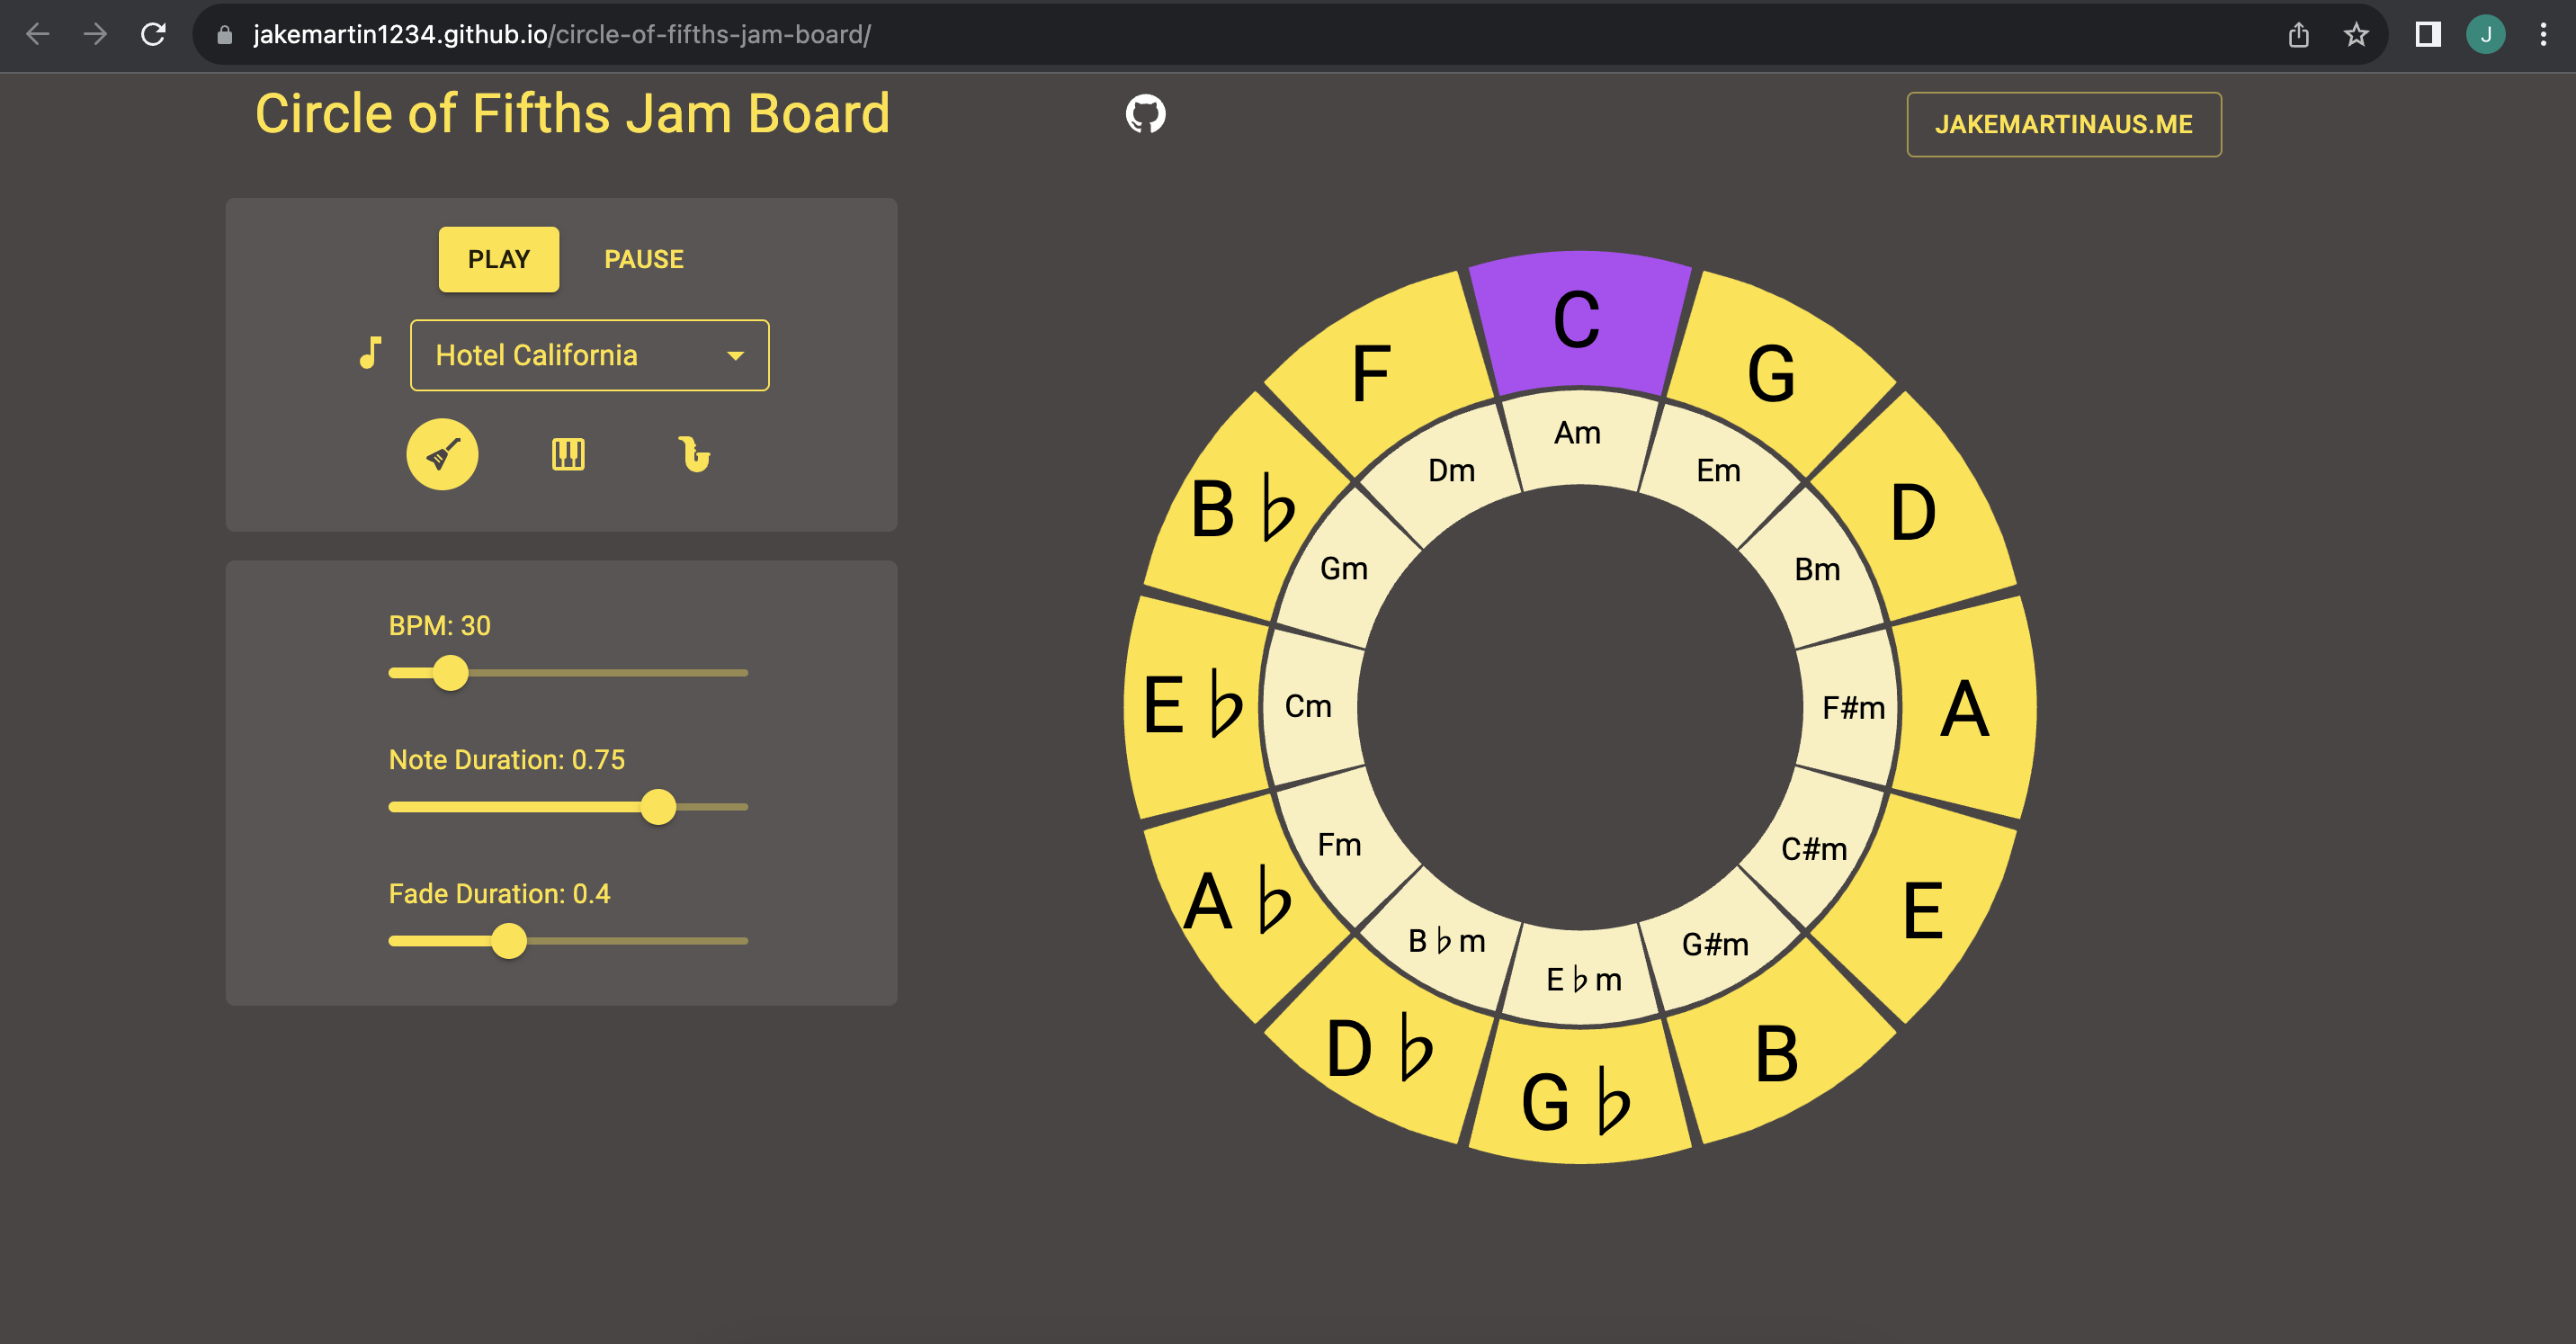 jakemartin1234.github.io/circle-of-fifths-jam-board/
J
Circle of Fifths Jam Board
JAKEMARTINAUS.ME
PLAY
PAUSE
Hotel California
BPM: 30
Note Duration: 0.75
Fade Duration: 0.4
C
G
D
A
E
B
G♭
D♭
A♭
E♭
B♭
F
Am
Em
Bm
F#m
C#m
G#m
E♭m
B♭m
Fm
Cm
Gm
Dm